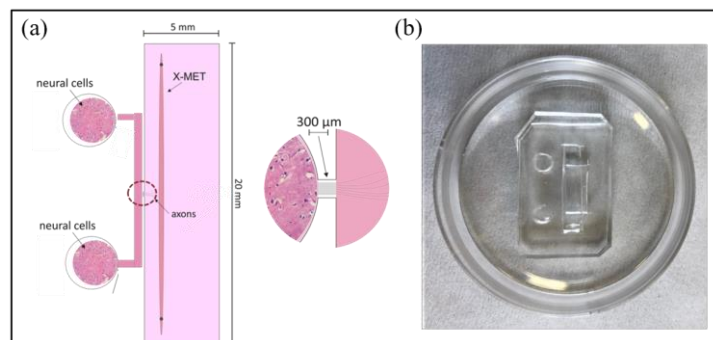 (a)
5 mm
neural cells
X-MET
300 µm
20 mm
axons
neural cells
(b)